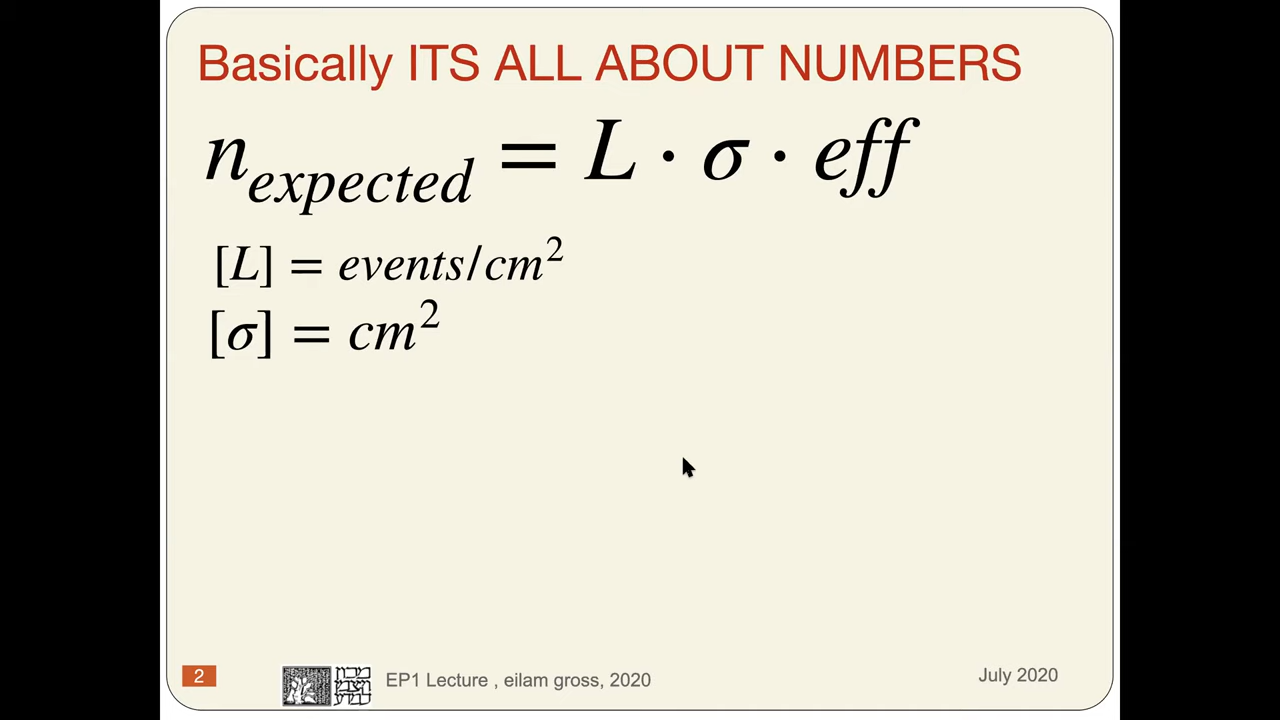 Basically ITS ALL ABOUT NUMBERS
n_expected = L · σ · eff
[L] = events/cm²
[σ] = cm²
2
EP1 Lecture , eilam gross, 2020
July 2020